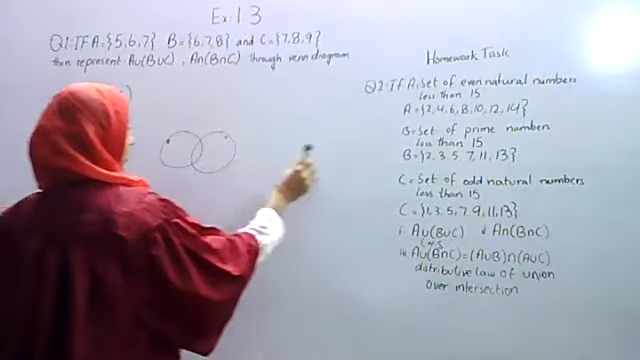 Ex 1 3
Q1: If A={5,6,7} B={6,7,8} and C={7,8,9}
then represent A∪(B∪C) , A∩(B∩C) through venn diagram
Homework Task
Q2: If A=Set of even natural numbers
less than 15
A={2,4,6,8,10,12,14}
B=Set of prime numbers
less than 15
B={2,3,5,7,11,13}
C=Set of odd natural numbers
less than 15
C={1,3,5,7,9,11,13}
i. A∪(B∪C) ii A∩(B∩C)
L.H.S
iii A∪(B∩C)=(A∪B)∩(A∪C)
distributive law of union
over intersection